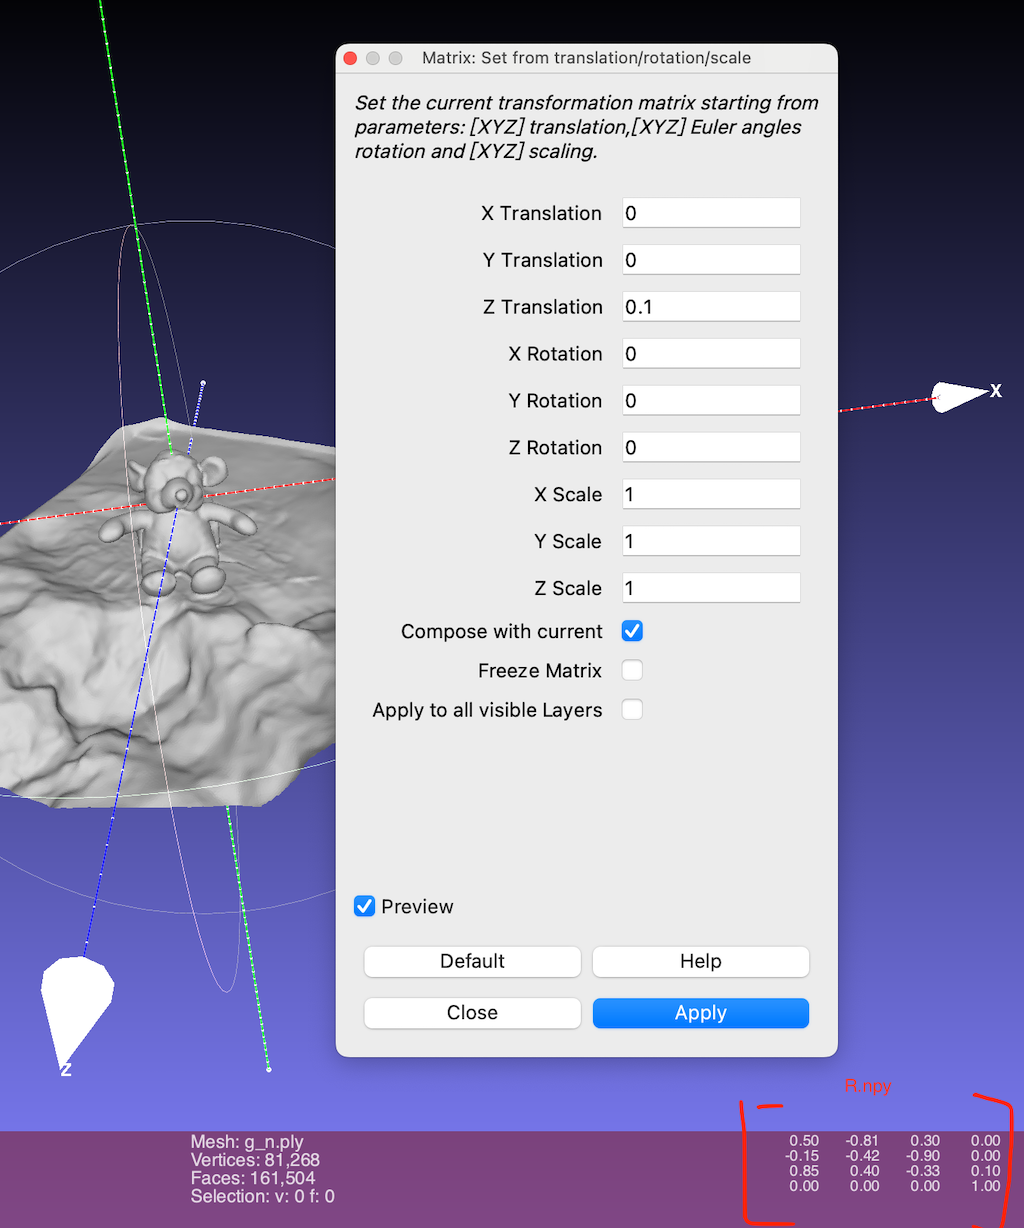 Matrix: Set from translation/rotation/scale
Set the current transformation matrix starting from
parameters: [XYZ] translation,[XYZ] Euler angles
rotation and [XYZ] scaling.
X Translation 0
Y Translation 0
Z Translation 0.1
X Rotation 0
Y Rotation 0
Z Rotation 0
X Scale 1
Y Scale 1
Z Scale 1
Compose with current
Freeze Matrix
Apply to all visible Layers
Preview
Default Help
Close Apply
X
Z
R.npy
Mesh: g_n.ply
Vertices: 81,268
Faces: 161,504
Selection: v: 0 f: 0
0.50 -0.81 0.30 0.00
-0.15 -0.42 -0.90 0.00
0.85 0.40 -0.33 0.10
0.00 0.00 0.00 1.00